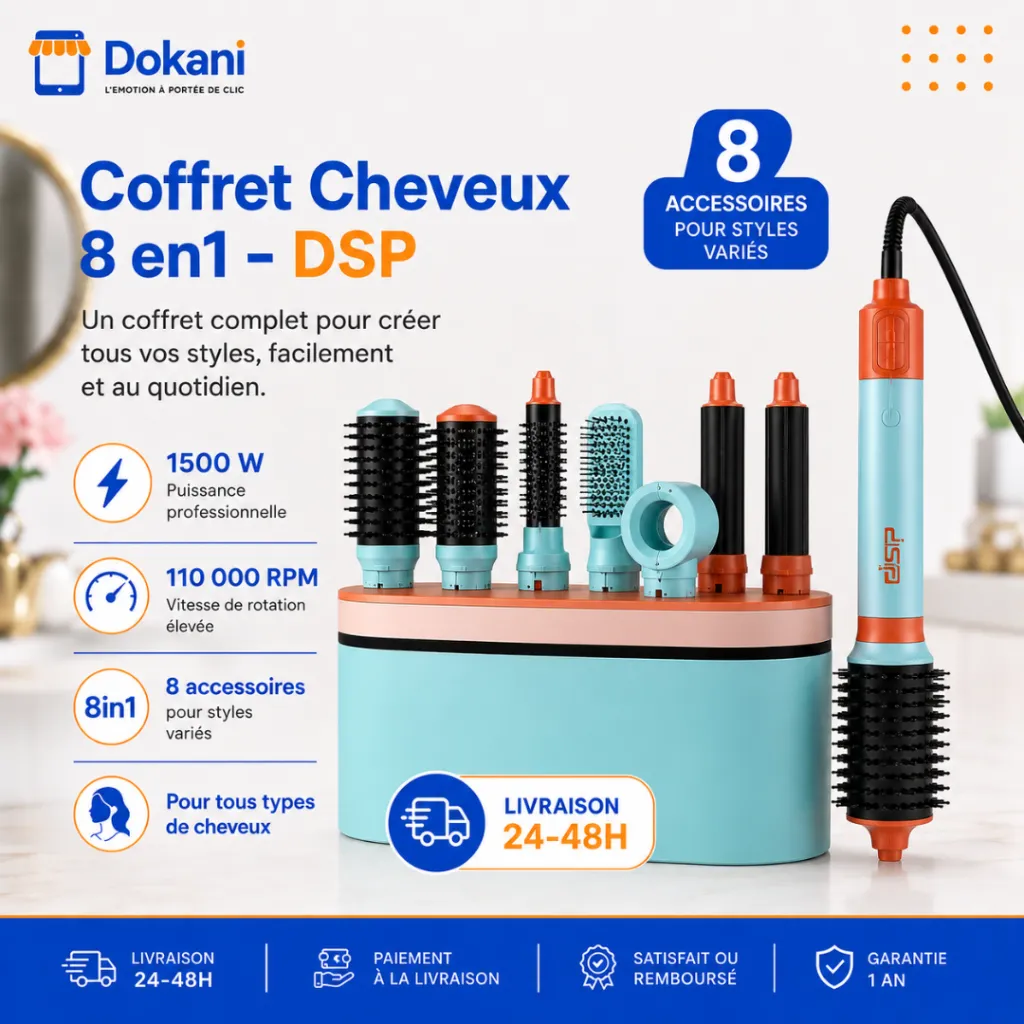 Dokani
L'EMOTION À PORTÉE DE CLIC
8
ACCESSOIRES
POUR STYLES
VARIÉS
Coffret Cheveux
8 en1 - DSP
Un coffret complet pour créer
tous vos styles, facilement
et au quotidien.
1500 W
Puissance
professionnelle
110 000 RPM
Vitesse de rotation
élevée
8in1
8 accessoires
pour styles
variés
Pour tous types
de cheveux
dsp
LIVRAISON
24-48H
LIVRAISON
24-48H
PAIEMENT
À LA LIVRAISON
SATISFAIT OU
REMBOURSÉ
GARANTIE
1 AN